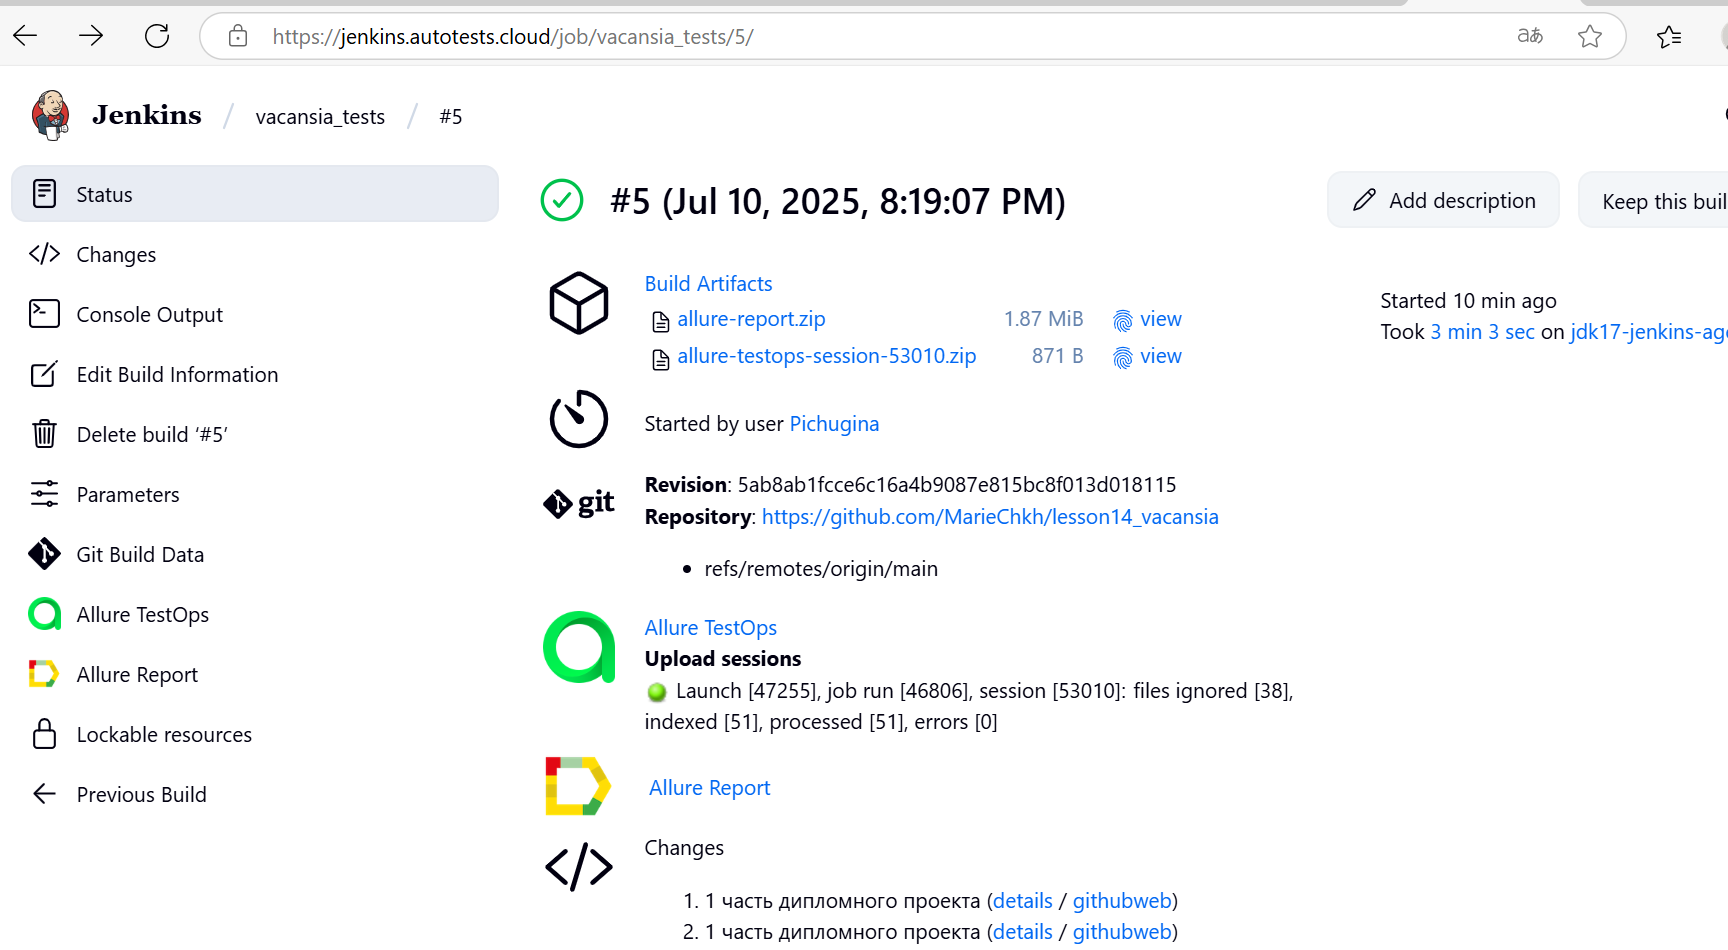 https://jenkins.autotests.cloud/job/vacansia_tests/5/
aあ
Jenkins / vacansia_tests / #5
Status
Changes
Console Output
Edit Build Information
Delete build ‘#5’
Parameters
Git Build Data
Allure TestOps
Allure Report
Lockable resources
Previous Build
#5 (Jul 10, 2025, 8:19:07 PM)
Add description
Keep this buil
Started 10 min ago
Took 3 min 3 sec on jdk17-jenkins-age
Build Artifacts
allure-report.zip 1.87 MiB view
allure-testops-session-53010.zip 871 B view
Started by user Pichugina
git
Revision: 5ab8ab1fcce6c16a4b9087e815bc8f013d018115
Repository: https://github.com/MarieChkh/lesson14_vacansia
• refs/remotes/origin/main
Allure TestOps
Upload sessions
Launch [47255], job run [46806], session [53010]: files ignored [38],
indexed [51], processed [51], errors [0]
Allure Report
Changes
1. 1 часть дипломного проекта (details / githubweb)
2. 1 часть дипломного проекта (details / githubweb)